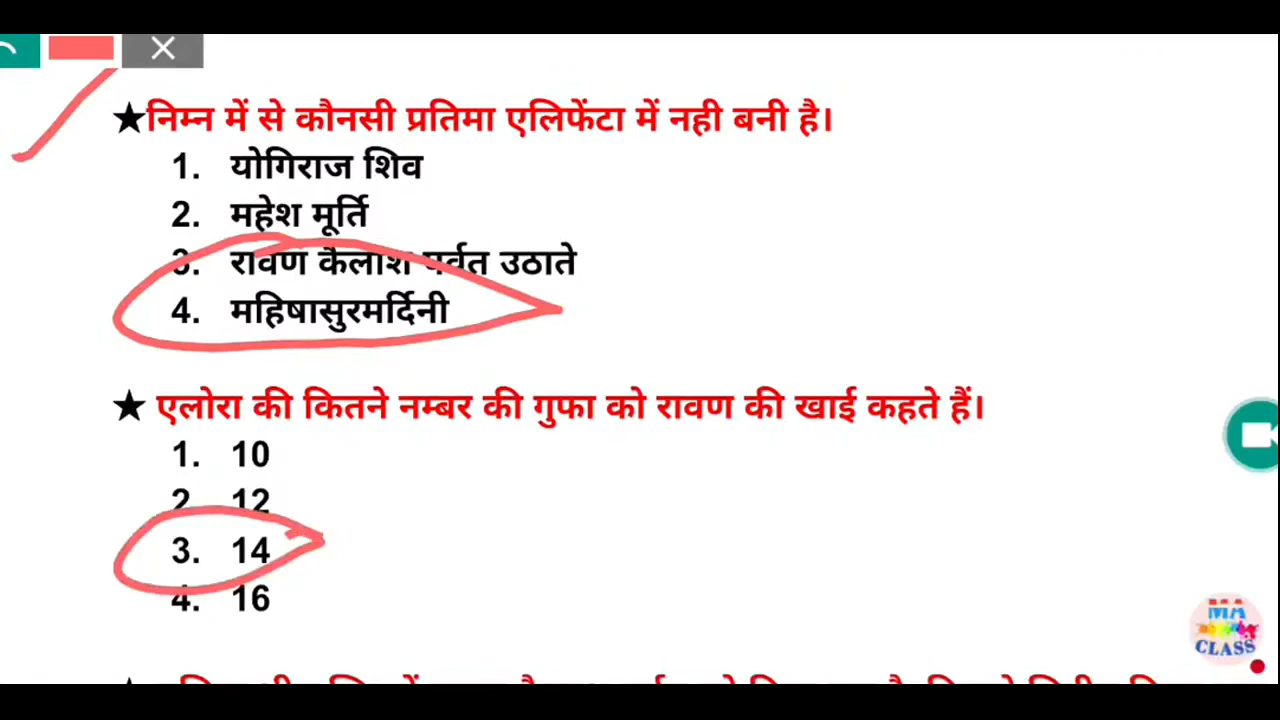 ★निम्न में से कौनसी प्रतिमा एलिफेंटा में नही बनी है।
1. योगिराज शिव
2. महेश मूर्ति
3. रावण कैलाश पर्वत उठाते
4. महिषासुरमर्दिनी
★ एलोरा की कितने नम्बर की गुफा को रावण की खाई कहते हैं।
1. 10
2. 12
3. 14
4. 16
MA
CLASS